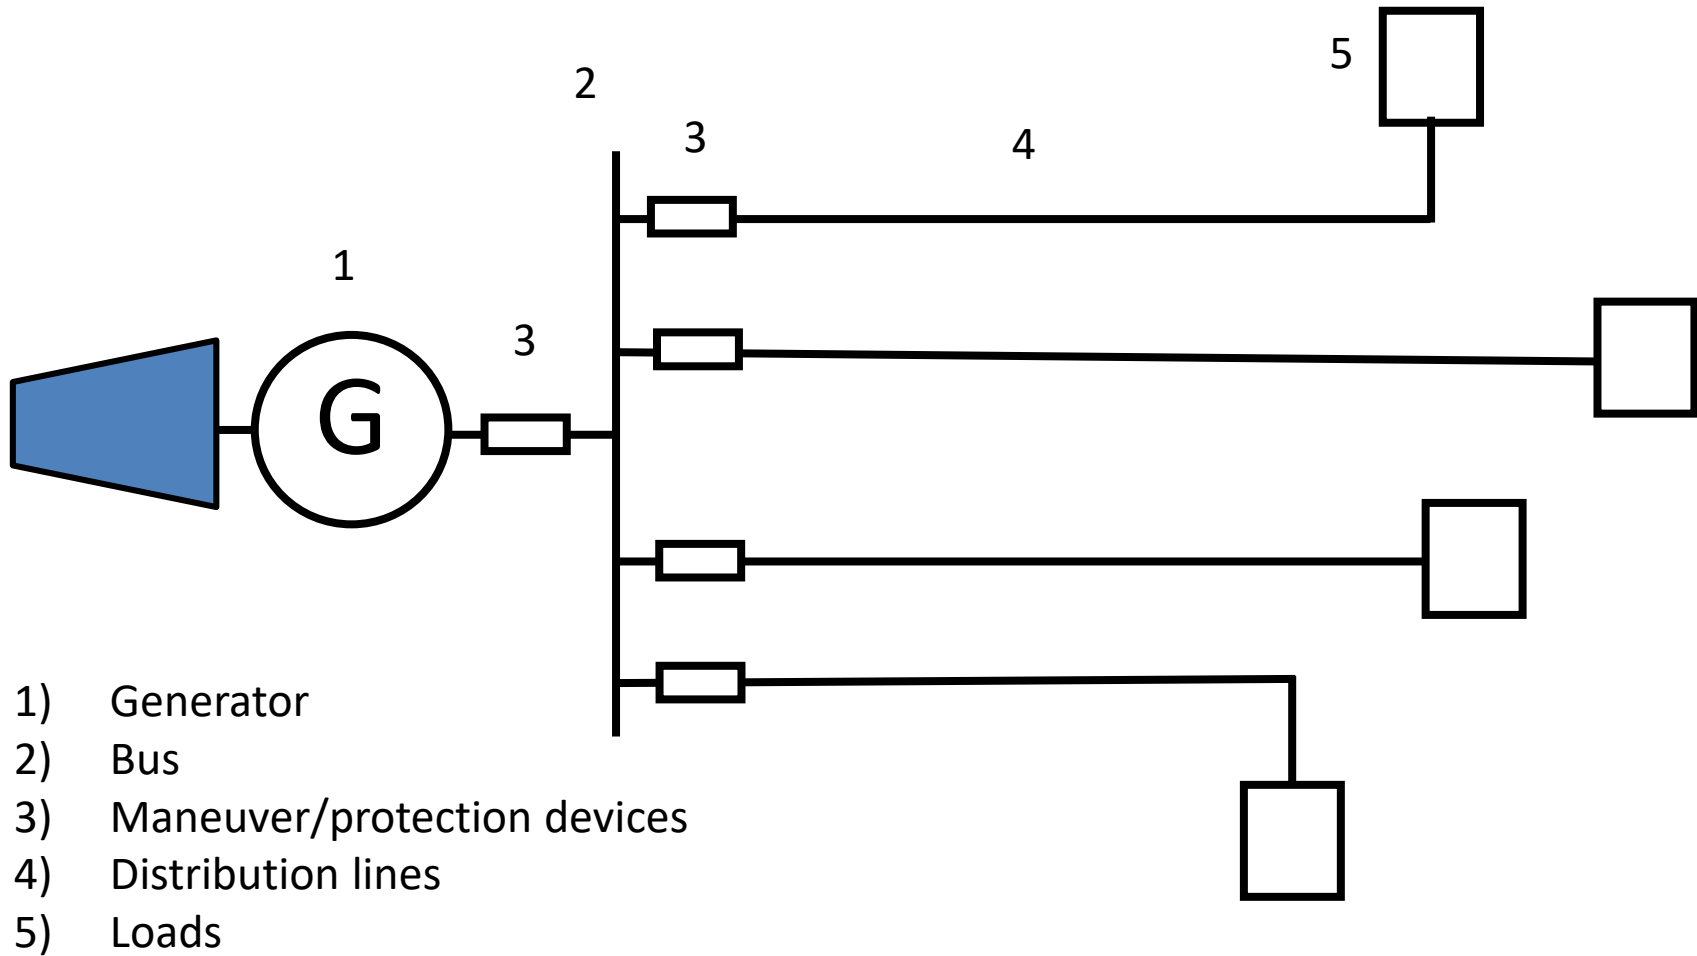 5
2
3
4
1
3
G
1) Generator
2) Bus
3) Maneuver/protection devices
4) Distribution lines
5) Loads